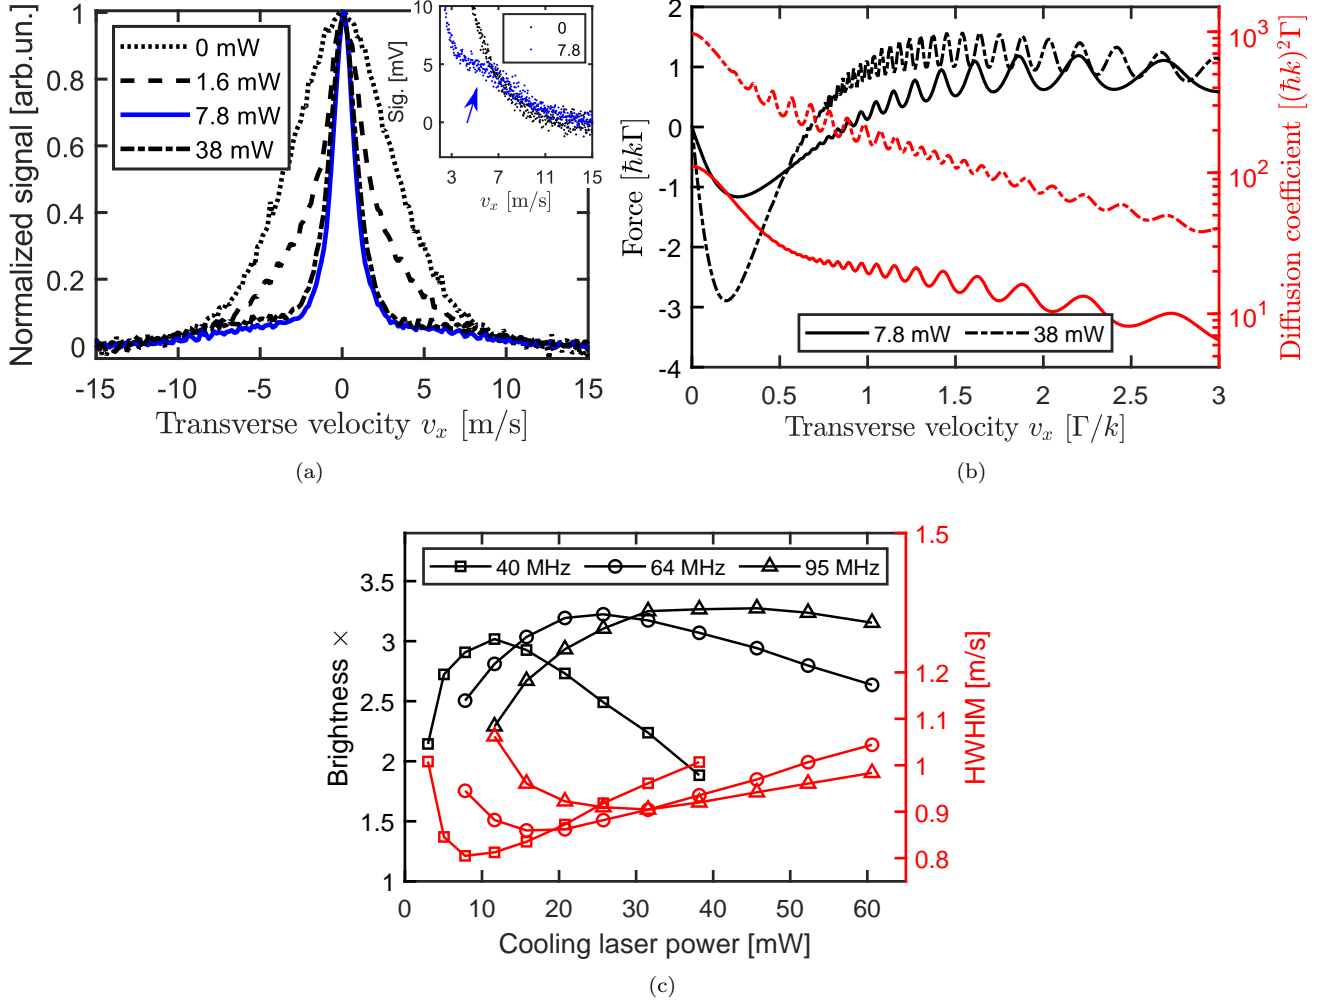 Normalized signal [arb.un.]
1
0.8
0.6
0.4
0.2
0
0 mW
1.6 mW
7.8 mW
38 mW
-15
-10
-5
0
5
10
15
Transverse velocity vₓ [m/s]
Sig. [mV]
10
5
0
0
7.8
3
7
11
15
vₓ [m/s]
(a)
Force [ħkΓ]
2
1
0
-1
-2
-3
-4
7.8 mW
38 mW
0
0.5
1
1.5
2
2.5
3
Transverse velocity vₓ [Γ/k]
10³
10²
10¹
Diffusion coefficient [(ħk)²Γ]
(b)
Brightness ×
3.5
3
2.5
2
1.5
1
40 MHz
64 MHz
95 MHz
0
10
20
30
40
50
60
Cooling laser power [mW]
1.5
1.2
1.1
1
0.9
0.8
HWHM [m/s]
(c)